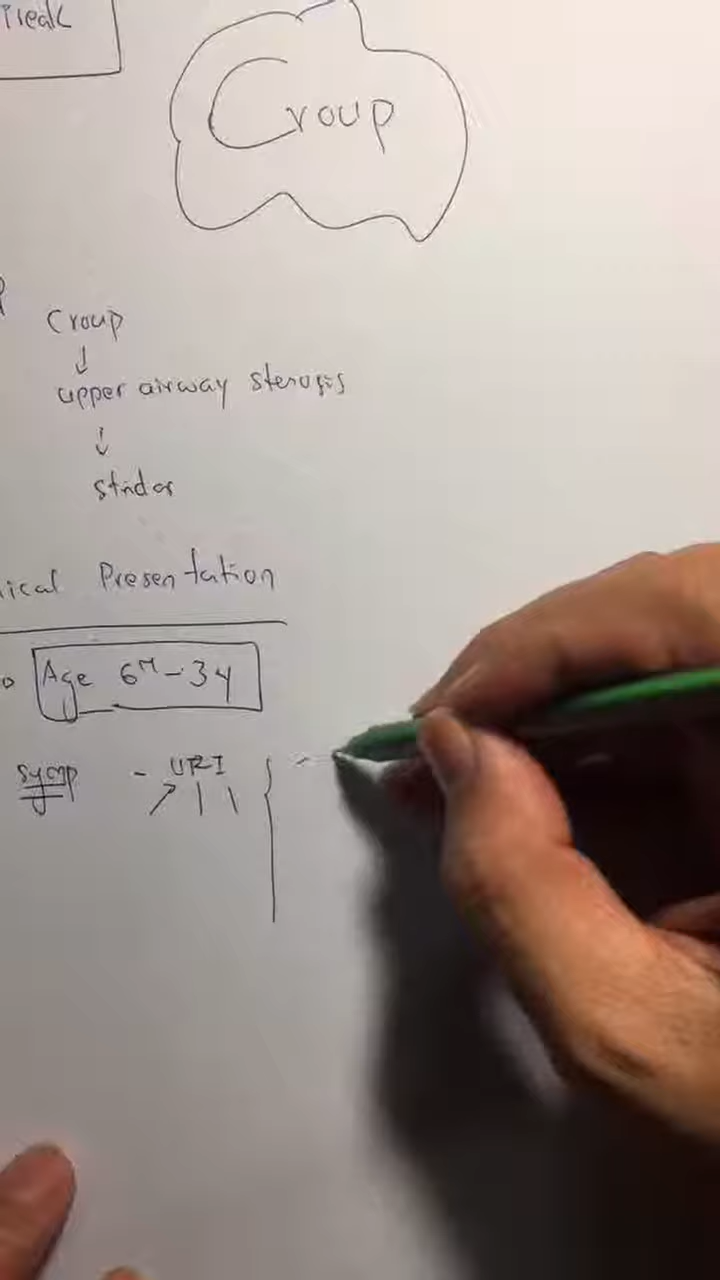 Croup
Croup
↓
upper airway stenosis
↓
stridor
Presentation
Age 6M-3Y
symp - URI